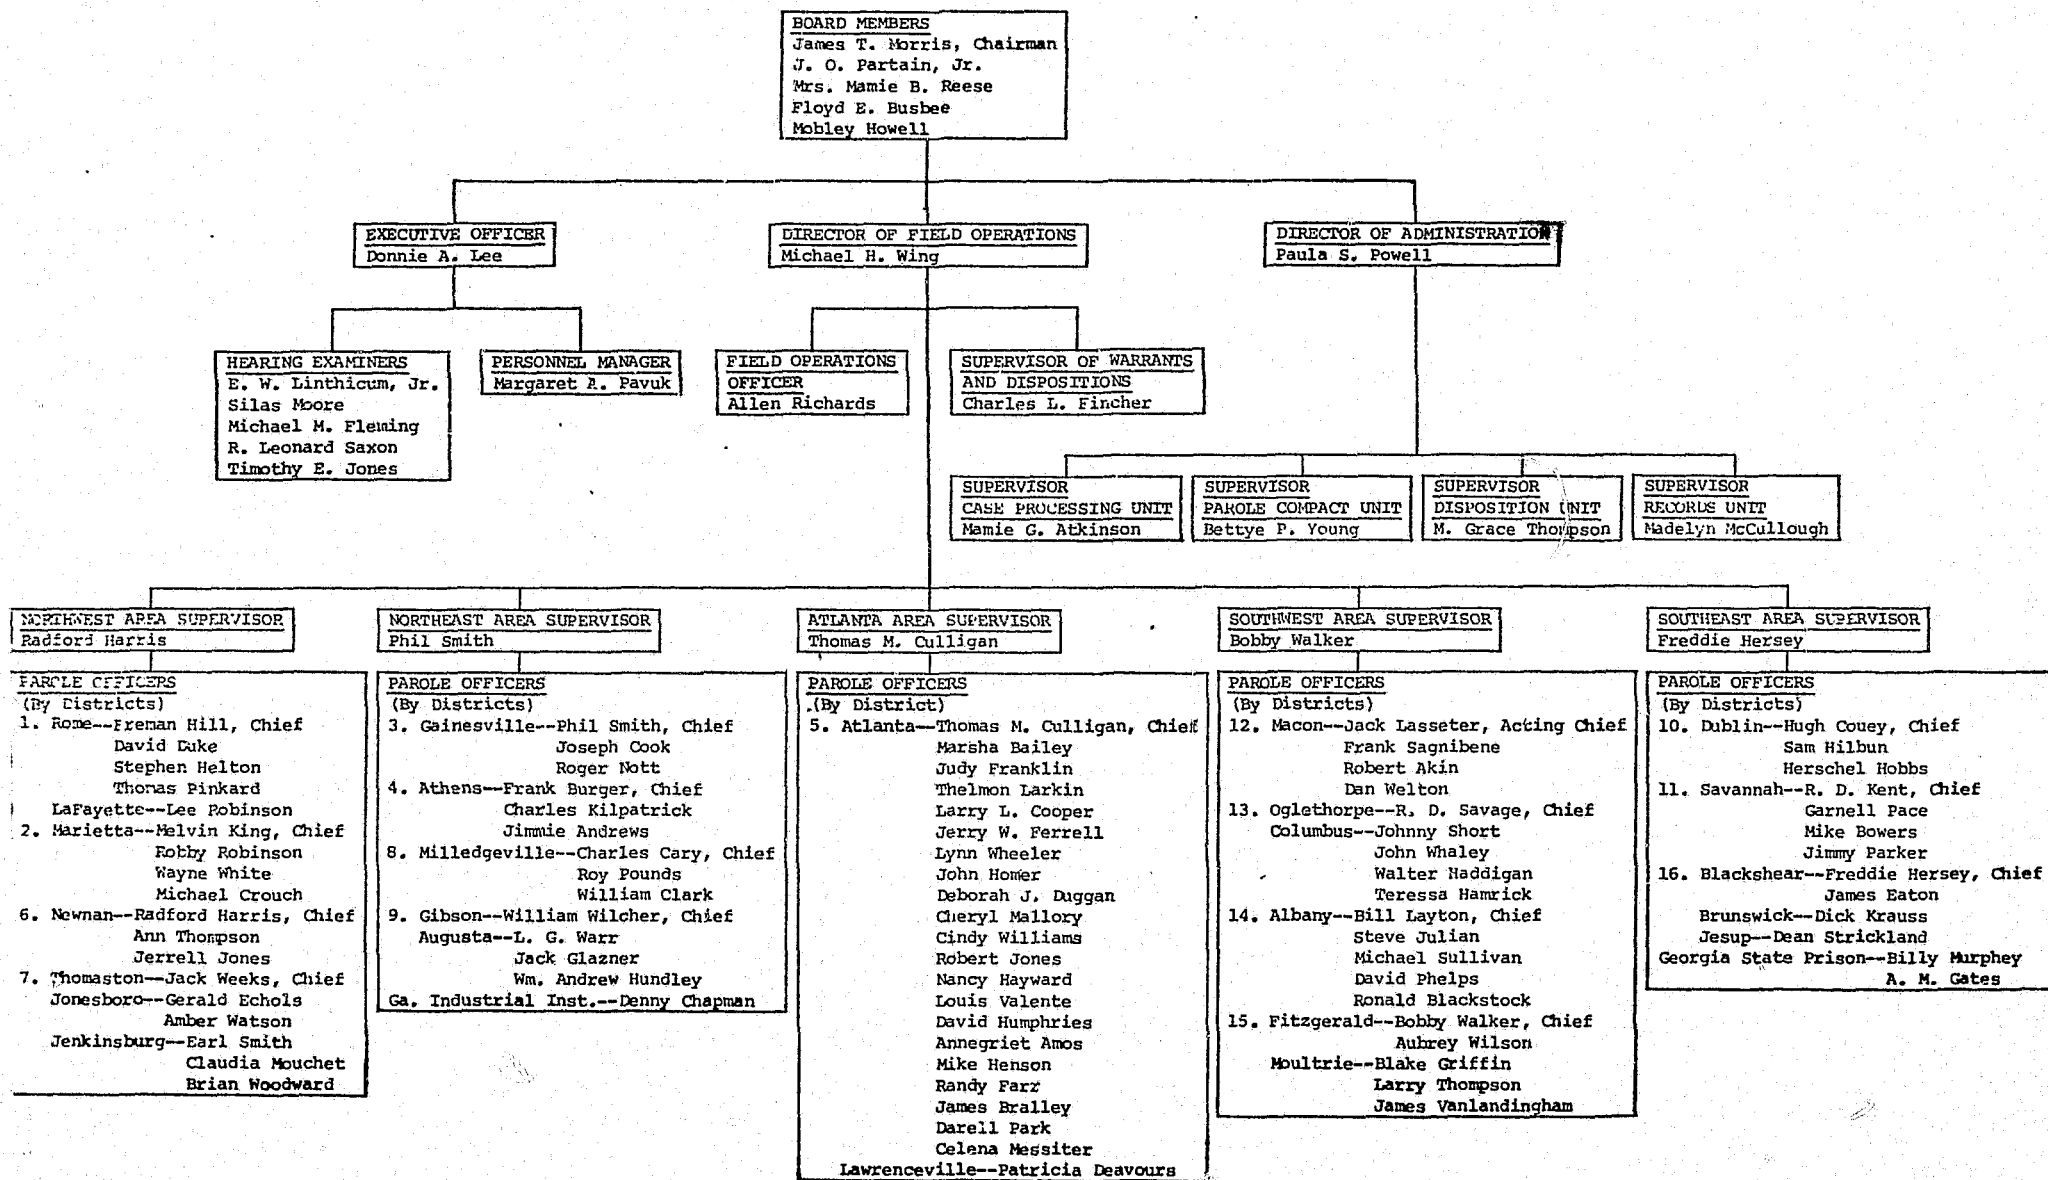 BOARD MEMBERS
James T. Morris, Chairman
J. O. Partain, Jr.
Mrs. Mamie B. Reese
Floyd E. Busbee
Mobley Howell
EXECUTIVE OFFICER
Donnie A. Lee
DIRECTOR OF FIELD OPERATIONS
Michael H. Wing
DIRECTOR OF ADMINISTRATION
Paula S. Powell
HEARING EXAMINERS
E. W. Linthicum, Jr.
Silas Moore
Michael M. Fleming
R. Leonard Saxon
Timothy E. Jones
PERSONNEL MANAGER
Margaret A. Pavuk
FIELD OPERATIONS
OFFICER
Allen Richards
SUPERVISOR OF WARRANTS
AND DISPOSITIONS
Charles L. Fincher
SUPERVISOR
CASE PROCESSING UNIT
Mamie G. Atkinson
SUPERVISOR
PAROLE COMPACT UNIT
Bettye P. Young
SUPERVISOR
DISPOSITION UNIT
M. Grace Thompson
SUPERVISOR
RECORDS UNIT
Madelyn McCullough
NORTHWEST AREA SUPERVISOR
Radford Harris
PAROLE OFFICERS
(By Districts)
1. Rome--Freman Hill, Chief
David Duke
Stephen Helton
Thomas Pinkard
LaFayette--Lee Robinson
2. Marietta--Melvin King, Chief
Robby Robinson
Wayne White
Michael Crouch
6. Newnan--Radford Harris, Chief
Ann Thompson
Jerrell Jones
7. Thomaston--Jack Weeks, Chief
Jonesboro--Gerald Echols
Amber Watson
Jenkinsburg--Earl Smith
Claudia Mouchet
Brian Woodward
NORTHEAST AREA SUPERVISOR
Phil Smith
PAROLE OFFICERS
(By Districts)
3. Gainesville--Phil Smith, Chief
Joseph Cook
Roger Nott
4. Athens--Frank Burger, Chief
Charles Kilpatrick
Jimmie Andrews
8. Milledgeville--Charles Cary, Chief
Roy Pounds
William Clark
9. Gibson--William Wilcher, Chief
Augusta--L. G. Warr
Jack Glazner
Wm. Andrew Hundley
Ga. Industrial Inst.--Denny Chapman
ATLANTA AREA SUPERVISOR
Thomas M. Culligan
PAROLE OFFICERS
(By District)
5. Atlanta--Thomas M. Culligan, Chief
Marsha Bailey
Judy Franklin
Thelmon Larkin
Larry L. Cooper
Jerry W. Ferrell
Lynn Wheeler
John Homer
Deborah J. Duggan
Cheryl Mallory
Cindy Williams
Robert Jones
Nancy Hayward
Louis Valente
David Humphries
Annegriet Amos
Mike Henson
Randy Farr
James Bralley
Darell Park
Celena Messiter
Lawrenceville--Patricia Deavours
SOUTHWEST AREA SUPERVISOR
Bobby Walker
PAROLE OFFICERS
(By Districts)
12. Macon--Jack Lasseter, Acting Chief
Frank Sagnibene
Robert Akin
Dan Welton
13. Oglethorpe--R. D. Savage, Chief
Columbus--Johnny Short
John Whaley
Walter Haddigan
Teressa Hamrick
14. Albany--Bill Layton, Chief
Steve Julian
Michael Sullivan
David Phelps
Ronald Blackstock
15. Fitzgerald--Bobby Walker, Chief
Aubrey Wilson
Moultrie--Blake Griffin
Larry Thompson
James Vanlandingham
SOUTHEAST AREA SUPERVISOR
Freddie Hersey
PAROLE OFFICERS
(By Districts)
10. Dublin--Hugh Couey, Chief
Sam Hilbun
Herschel Hobbs
11. Savannah--R. D. Kent, Chief
Garnell Pace
Mike Bowers
Jimmy Parker
16. Blackshear--Freddie Hersey, Chief
James Eaton
Brunswick--Dick Krauss
Jesup--Dean Strickland
Georgia State Prison--Billy Murphey
A. M. Gates